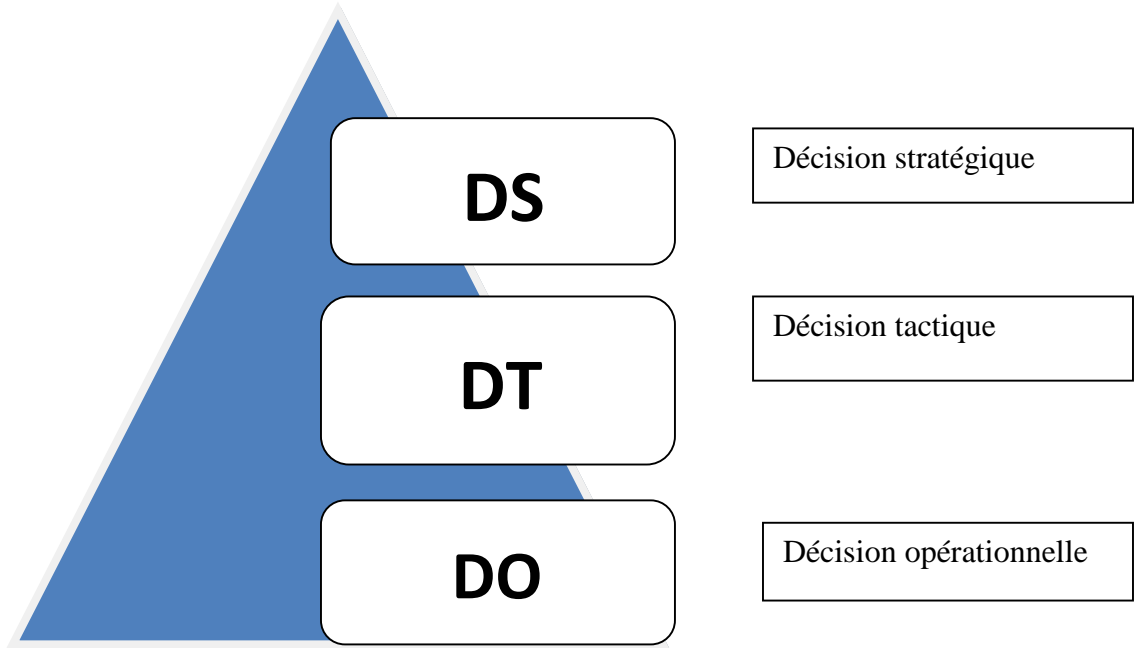 DS
Décision stratégique
DT
Décision tactique
DO
Décision opérationnelle